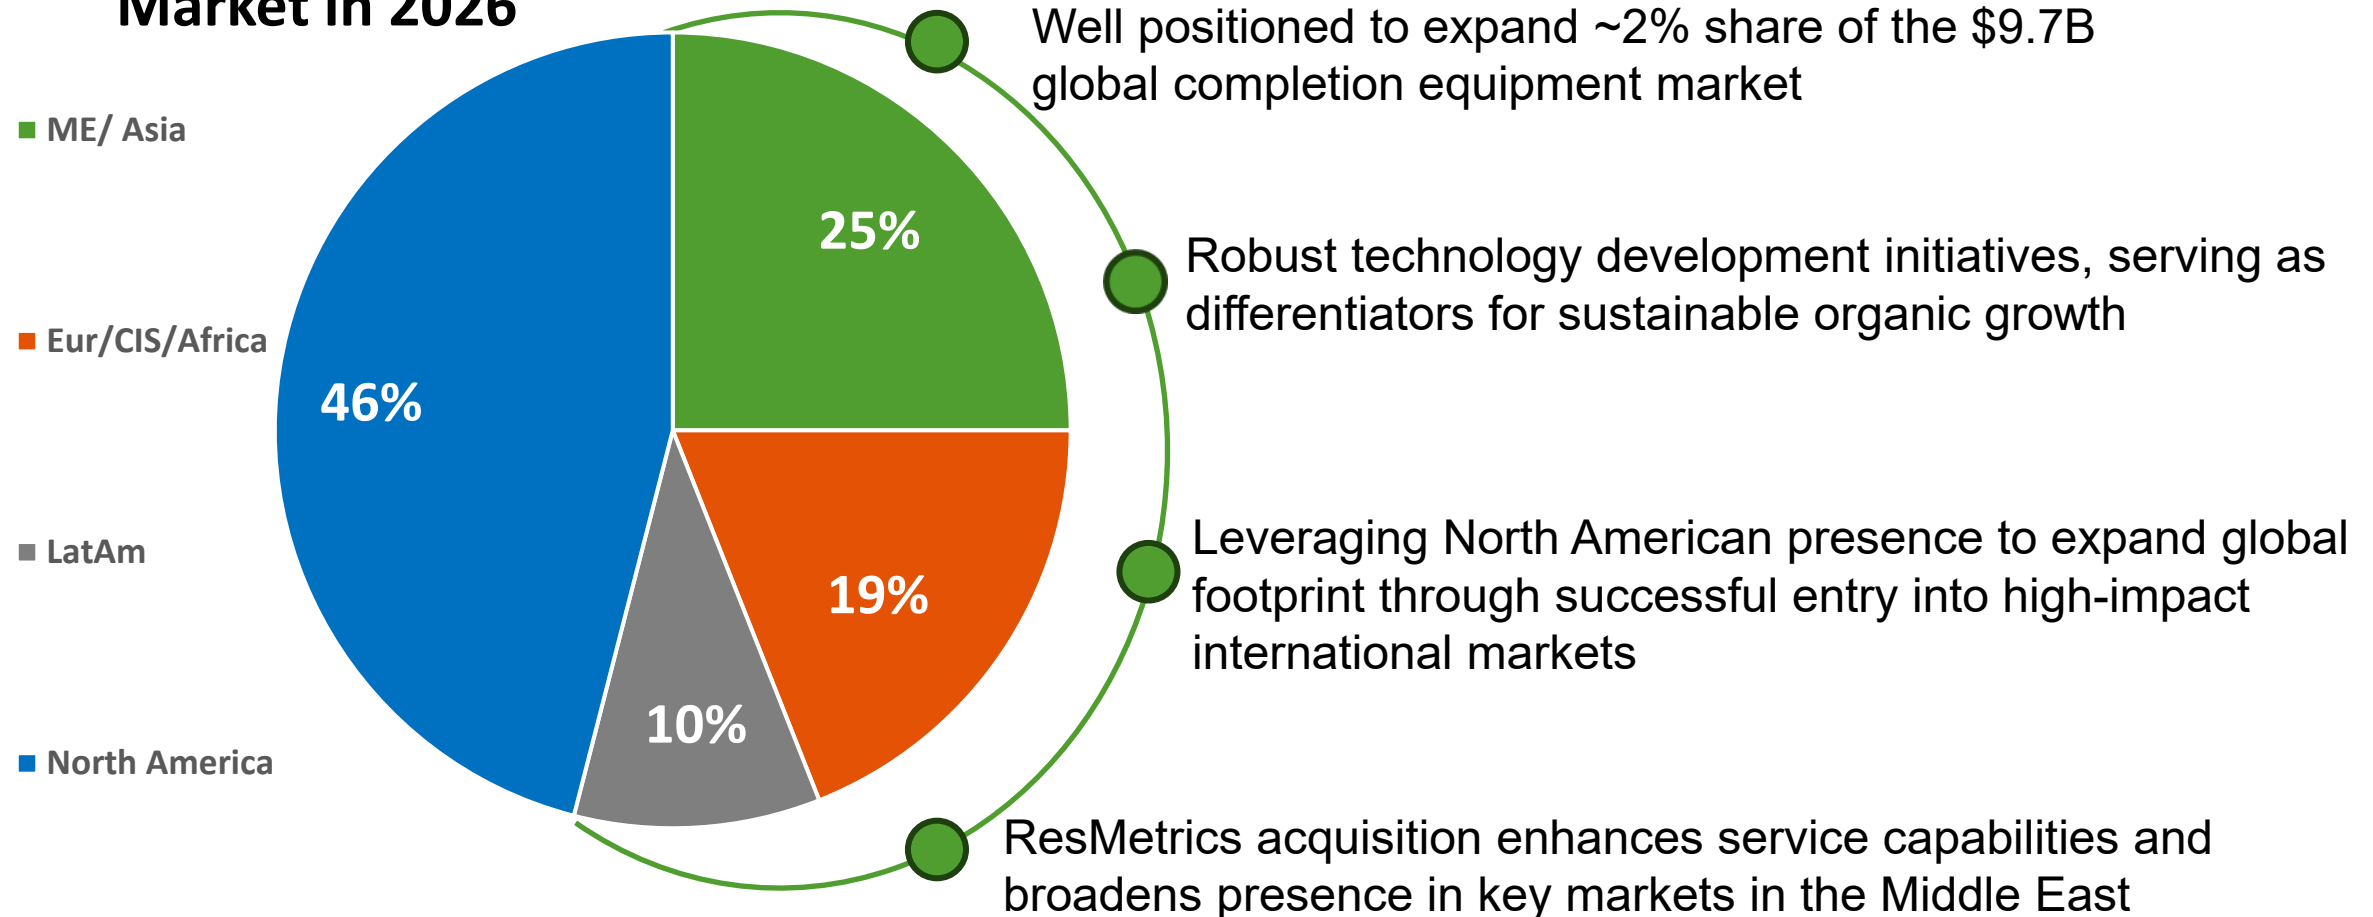 Market in 2026
ME/ Asia
Eur/CIS/Africa
LatAm
North America
25%
46%
19%
10%
Well positioned to expand ~2% share of the $9.7B
global completion equipment market
Robust technology development initiatives, serving as
differentiators for sustainable organic growth
Leveraging North American presence to expand global
footprint through successful entry into high-impact
international markets
ResMetrics acquisition enhances service capabilities and
broadens presence in key markets in the Middle East